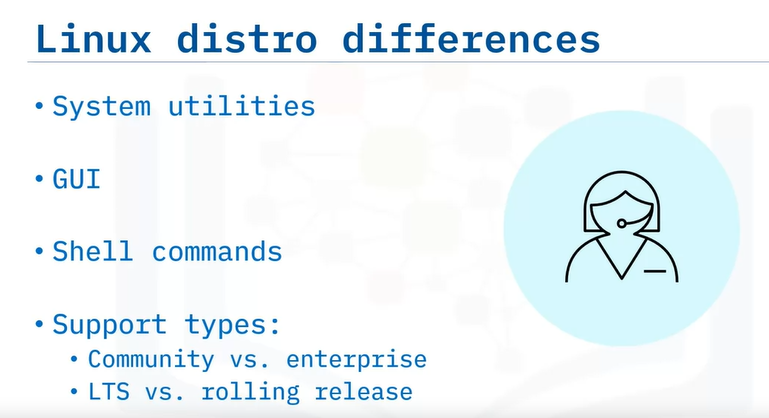 Linux distro differences
• System utilities
• GUI
• Shell commands
• Support types:
• Community vs. enterprise
• LTS vs. rolling release